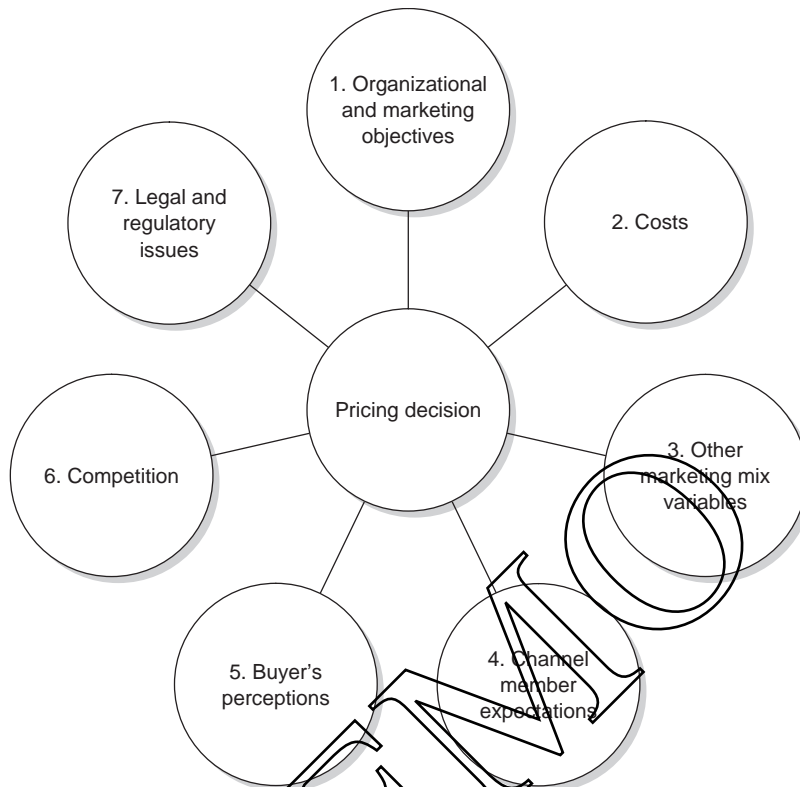 1. Organizational
and marketing
objectives
2. Costs
3. Other
marketing mix
variables
4. Channel
member
expectations
5. Buyer’s
perceptions
6. Competition
7. Legal and
regulatory
issues
Pricing decision